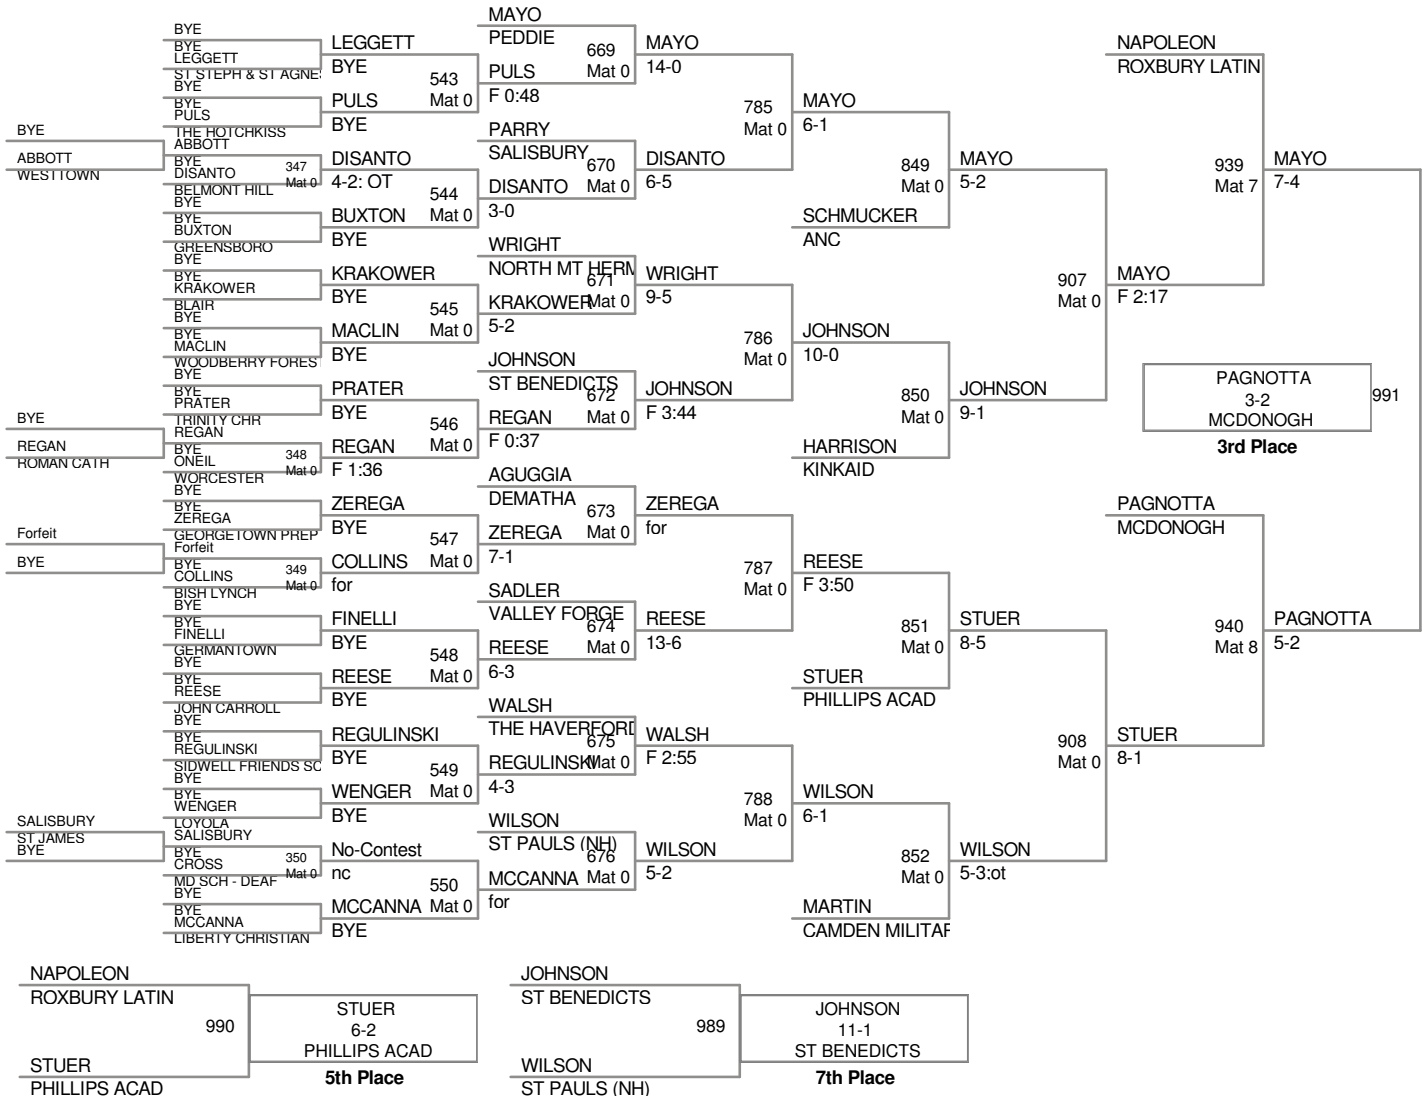 BYE
ABBOTT
WESTTOWN
BYE
REGAN
ROMAN CATH
Forfeit
BYE
SALISBURY
ST JAMES
BYE
BYE
BYE
LEGGETT
ST STEPH & ST AGNES
BYE
BYE
PULS
THE HOTCHKISS
ABBOTT
BYE
DISANTO
347
Mat 0
BELMONT HILL
BYE
BYE
BUXTON
GREENSBORO
BYE
BYE
KRAKOWER
BLAIR
BYE
BYE
MACLIN
WOODBERRY FORES
BYE
BYE
PRATER
TRINITY CHR
REGAN
BYE
ONEIL
348
Mat 0
WORCESTER
BYE
BYE
ZEREGA
GEORGETOWN PREP
Forfeit
BYE
COLLINS
349
Mat 0
BISH LYNCH
BYE
BYE
FINELLI
GERMANTOWN
BYE
BYE
REESE
JOHN CARROLL
BYE
BYE
REGULINSKI
SIDWELL FRIENDS SC
BYE
BYE
WENGER
LOYOLA
SALISBURY
BYE
CROSS
350
Mat 0
MD SCH - DEAF
BYE
BYE
MCCANNA
LIBERTY CHRISTIAN
LEGGETT
BYE
543
Mat 0
PULS
BYE
DISANTO
4-2: OT
544
Mat 0
BUXTON
BYE
KRAKOWER
BYE
545
Mat 0
MACLIN
BYE
PRATER
BYE
546
Mat 0
REGAN
F 1:36
ZEREGA
BYE
547
Mat 0
COLLINS
for
FINELLI
BYE
548
Mat 0
REESE
BYE
REGULINSKI
BYE
549
Mat 0
WENGER
BYE
No-Contest
nc
550
Mat 0
MCCANNA
BYE
MAYO
PEDDIE
669
Mat 0
PULS
F 0:48
PARRY
SALISBURY
670
Mat 0
DISANTO
3-0
WRIGHT
NORTH MT HERM
671
Mat 0
KRAKOWER
5-2
JOHNSON
ST BENEDICTS
672
Mat 0
REGAN
F 0:37
AGUGGIA
DEMATHA
673
Mat 0
ZEREGA
7-1
SADLER
VALLEY FORGE
674
Mat 0
REESE
6-3
WALSH
THE HAVERFORD
675
Mat 0
REGULINSKI
4-3
WILSON
ST PAULS (NH)
676
Mat 0
MCCANNA
for
MAYO
14-0
785
Mat 0
DISANTO
6-5
WRIGHT
9-5
786
Mat 0
JOHNSON
F 3:44
ZEREGA
for
787
Mat 0
REESE
13-6
WALSH
F 2:55
788
Mat 0
WILSON
5-2
MAYO
6-1
849
Mat 0
SCHMUCKER
ANC
JOHNSON
10-0
850
Mat 0
HARRISON
KINKAID
REESE
F 3:50
851
Mat 0
STUER
PHILLIPS ACAD
WILSON
6-1
852
Mat 0
MARTIN
CAMDEN MILITAR
MAYO
5-2
907
Mat 0
JOHNSON
9-1
STUER
8-5
908
Mat 0
WILSON
5-3:ot
NAPOLEON
ROXBURY LATIN
939
Mat 7
MAYO
F 2:17
PAGNOTTA
MCDONOGH
940
Mat 8
STUER
8-1
MAYO
7-4
PAGNOTTA
5-2
PAGNOTTA
3-2
MCDONOGH
991
3rd Place
NAPOLEON
ROXBURY LATIN
990
STUER
PHILLIPS ACAD
STUER
6-2
PHILLIPS ACAD
5th Place
JOHNSON
ST BENEDICTS
989
WILSON
ST PAULS (NH)
JOHNSON
11-1
ST BENEDICTS
7th Place